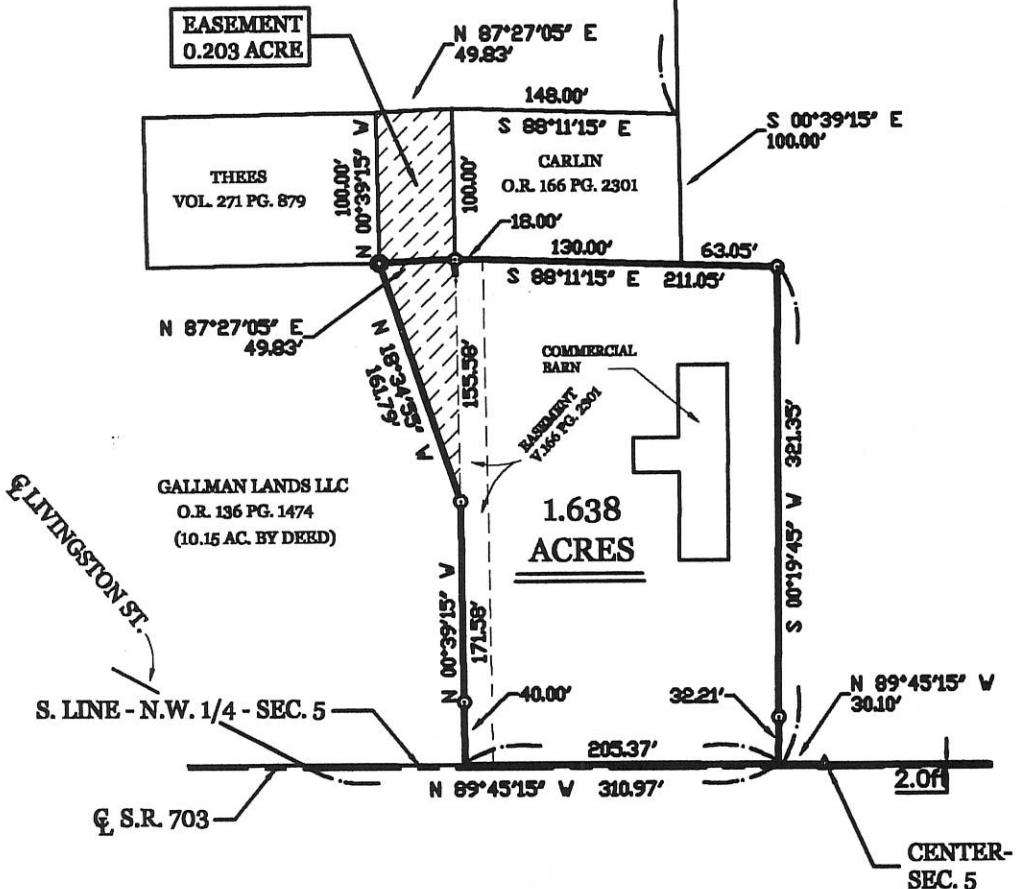 EASEMENT
0.203 ACRE
N 87°27'05" E
49.83'
148.00'
S 88°11'15" E
S 00°39'15" E
100.00'
THEES
VOL. 271 PG. 879
100.00'
N 00°39'15" W
100.00'
CARLIN
O.R. 166 PG. 2301
18.00'
130.00'
63.05'
S 88°11'15" E
211.05'
N 87°27'05" E
49.83'
N 18°34'55" W
161.79'
155.58'
EASEMENT
V.166 PG. 2301
COMMERCIAL
BARN
GALLMAN LANDS LLC
O.R. 136 PG. 1474
(10.15 AC. BY DEED)
1.638
ACRES
S 00°19'45" W 321.35'
℄ LIVINGSTON ST.
N 00°39'15" W
171.58'
S. LINE - N.W. 1/4 - SEC. 5
40.00'
32.21'
N 89°45'15" W
30.10'
205.37'
N 89°45'15" W 310.97'
2.0ft
℄ S.R. 703
CENTER-
SEC. 5